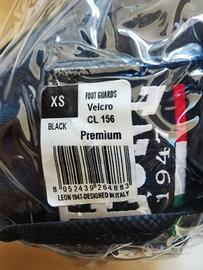 XS
FOOT GUARDS
Velcro
CL 156
BLACK
Premium
8 052439 264883
LEON 1947-DESIGNED IN ITALY
1947